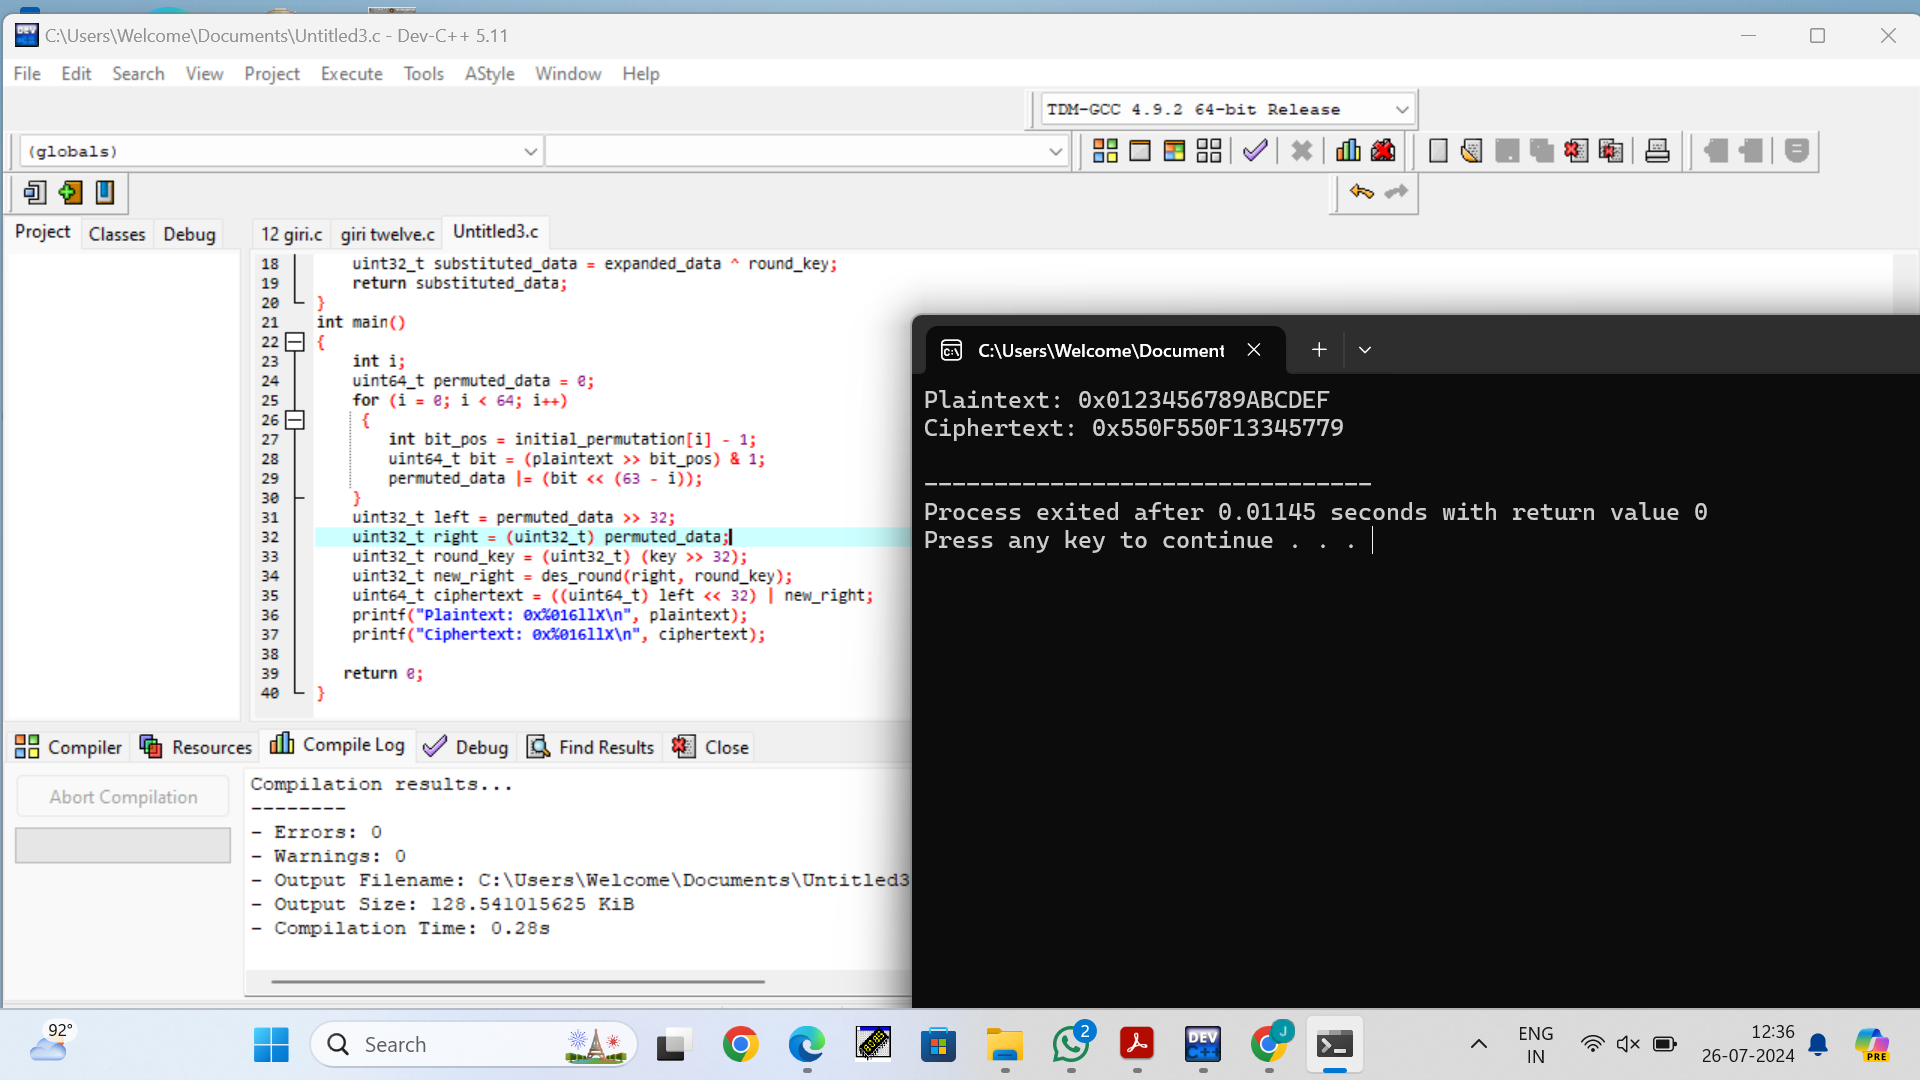 C:\Users\Welcome\Documents\Untitled3.c - Dev-C++ 5.11
File Edit Search View Project Execute Tools AStyle Window Help
TDM-GCC 4.9.2 64-bit Release
(globals)
Project Classes Debug
12 giri.c giri twelve.c Untitled3.c
18 uint32_t substituted_data = expanded_data ^ round_key;
19 return substituted_data;
20 }
21 int main()
22 {
23 int i;
24 uint64_t permuted_data = 0;
25 for (i = 0; i < 64; i++)
26 {
27 int bit_pos = initial_permutation[i] - 1;
28 uint64_t bit = (plaintext >> bit_pos) & 1;
29 permuted_data |= (bit << (63 - i));
30 }
31 uint32_t left = permuted_data >> 32;
32 uint32_t right = (uint32_t) permuted_data;
33 uint32_t round_key = (uint32_t) (key >> 32);
34 uint32_t new_right = des_round(right, round_key);
35 uint64_t ciphertext = ((uint64_t) left << 32) | new_right;
36 printf("Plaintext: 0x%016llX\n", plaintext);
37 printf("Ciphertext: 0x%016llX\n", ciphertext);
38
39 return 0;
40 }
C:\Users\Welcome\Document
Plaintext: 0x0123456789ABCDEF
Ciphertext: 0x550F550F13345779
--------------------------------
Process exited after 0.01145 seconds with return value 0
Press any key to continue . . .
Compiler Resources Compile Log Debug Find Results Close
Abort Compilation
Compilation results...
--------
- Errors: 0
- Warnings: 0
- Output Filename: C:\Users\Welcome\Documents\Untitled3
- Output Size: 128.541015625 KiB
- Compilation Time: 0.28s
92°
Search
DEV
C++
2
J
ENG
IN
12:36
26-07-2024
PRE